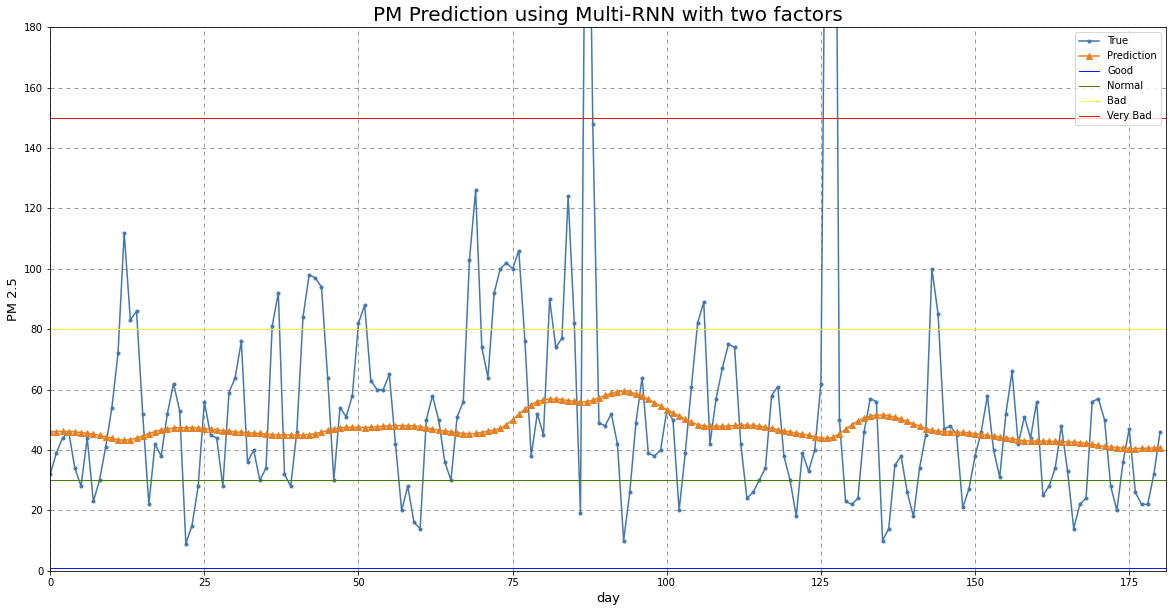 PM Prediction using Multi-RNN with two factors
180
160
140
120
100
80
60
40
20
0
PM 2.5
True
Prediction
Good
Normal
Bad
Very Bad
0 25 50 75 100 125 150 175
day